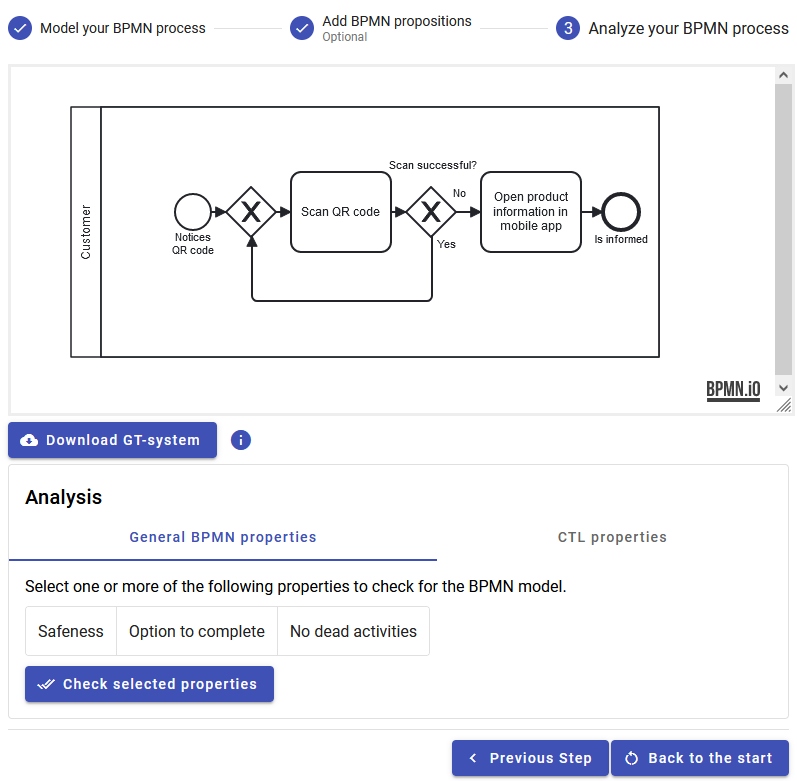 Model your BPMN process
Add BPMN propositions
Optional
3
Analyze your BPMN process
Customer
Notices
QR code
Scan QR code
Scan successful?
No
Yes
Open product
information in
mobile app
Is informed
BPMN.iO
Download GT-system
i
Analysis
General BPMN properties
CTL properties
Select one or more of the following properties to check for the BPMN model.
Safeness
Option to complete
No dead activities
Check selected properties
Previous Step
Back to the start